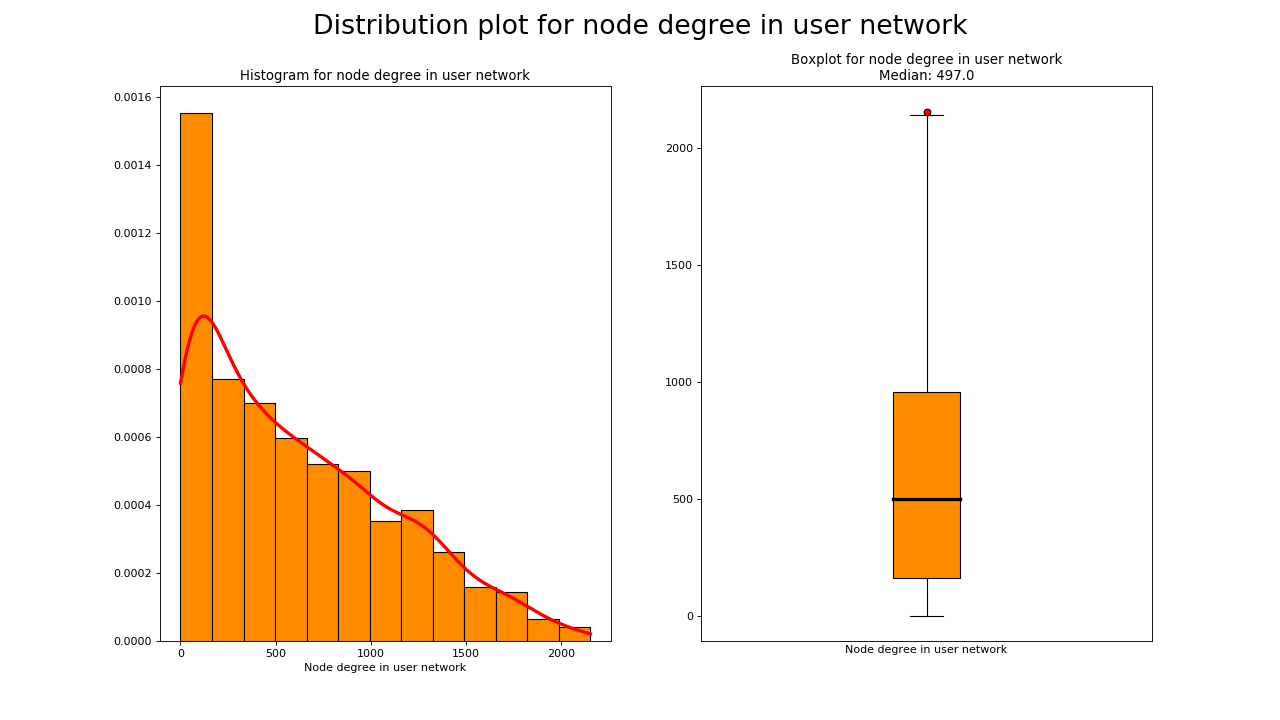 Distribution plot for node degree in user network
Histogram for node degree in user network
0.0016
0.0014
0.0012
0.0010
0.0008
0.0006
0.0004
0.0002
0.0000
0 500 1000 1500 2000
Node degree in user network
Boxplot for node degree in user network
Median: 497.0
2000
1500
1000
500
0
Node degree in user network